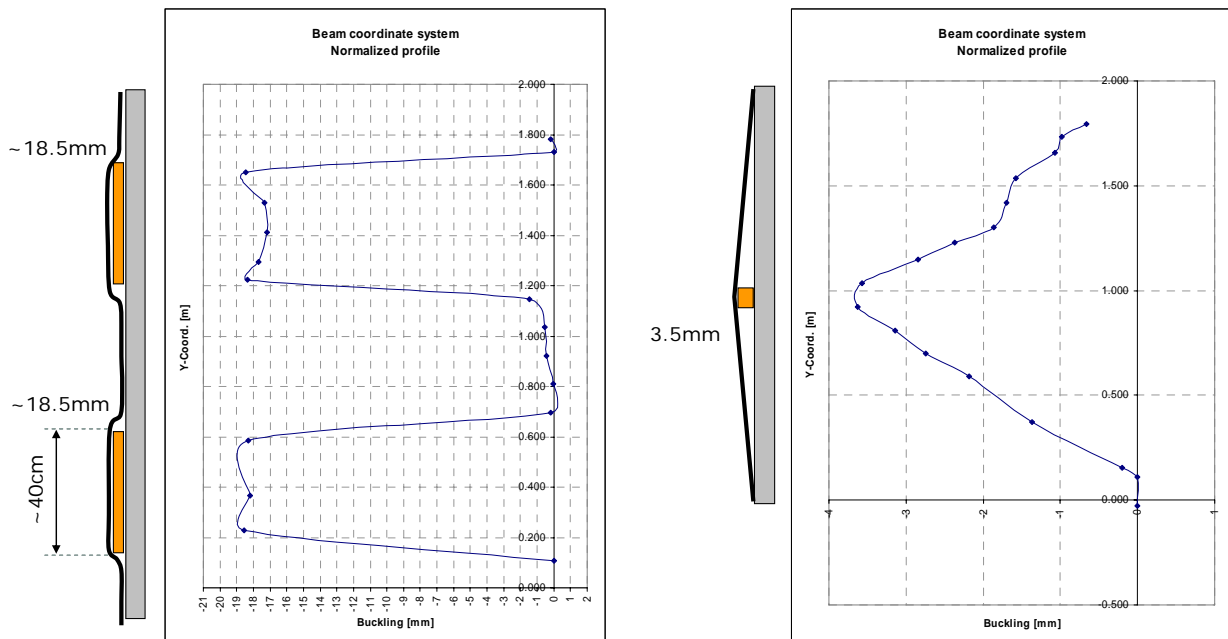 ~18.5mm
~18.5mm
~40cm
Beam coordinate system
Normalized profile
2.000
1.800
1.600
1.400
1.200
1.000
0.800
0.600
0.400
0.200
0.000
Y-Coord. [m]
-21 -20 -19 -18 -17 -16 -15 -14 -13 -12 -11 -10 -9 -8 -7 -6 -5 -4 -3 -2 -1 0 1 2
Buckling [mm]
3.5mm
Beam coordinate system
Normalized profile
2.000
1.500
1.000
0.500
0.000
-0.500
Y-Coord. [m]
-4 -3 -2 -1 0 1
Buckling [mm]